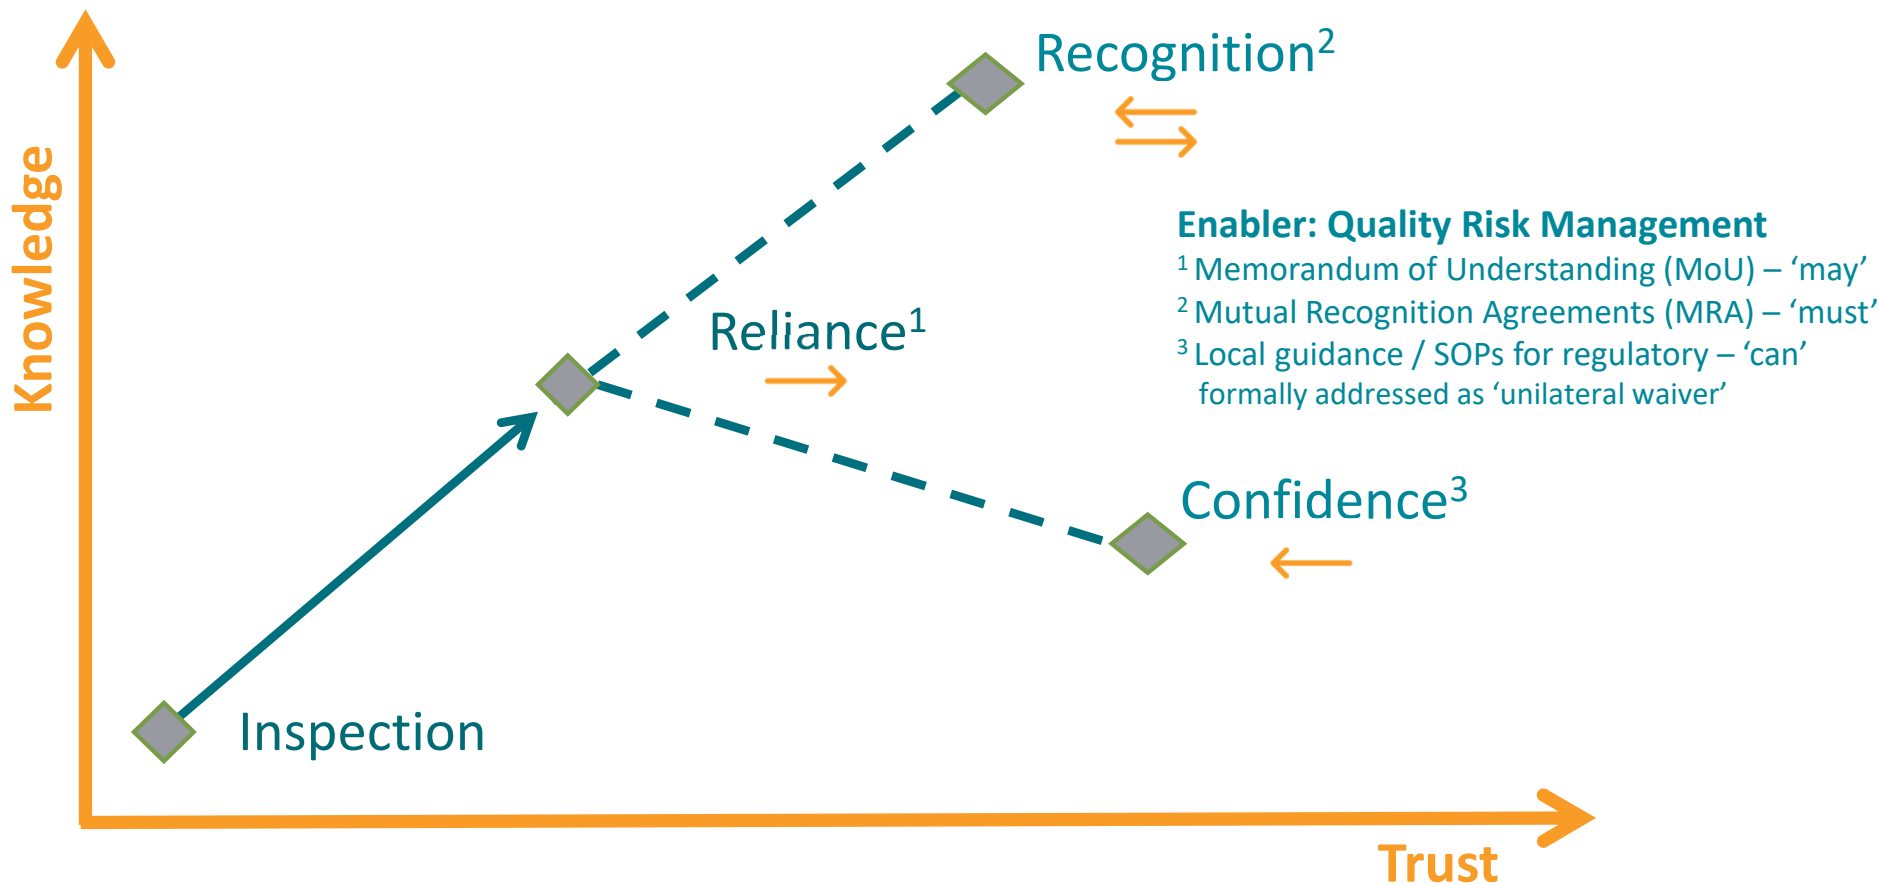 Recognition²
Knowledge
Enabler: Quality Risk Management
¹ Memorandum of Understanding (MoU) – ‘may’
² Mutual Recognition Agreements (MRA) – ‘must’
³ Local guidance / SOPs for regulatory – ‘can’
formally addressed as ‘unilateral waiver’
Reliance¹
Confidence³
Inspection
Trust